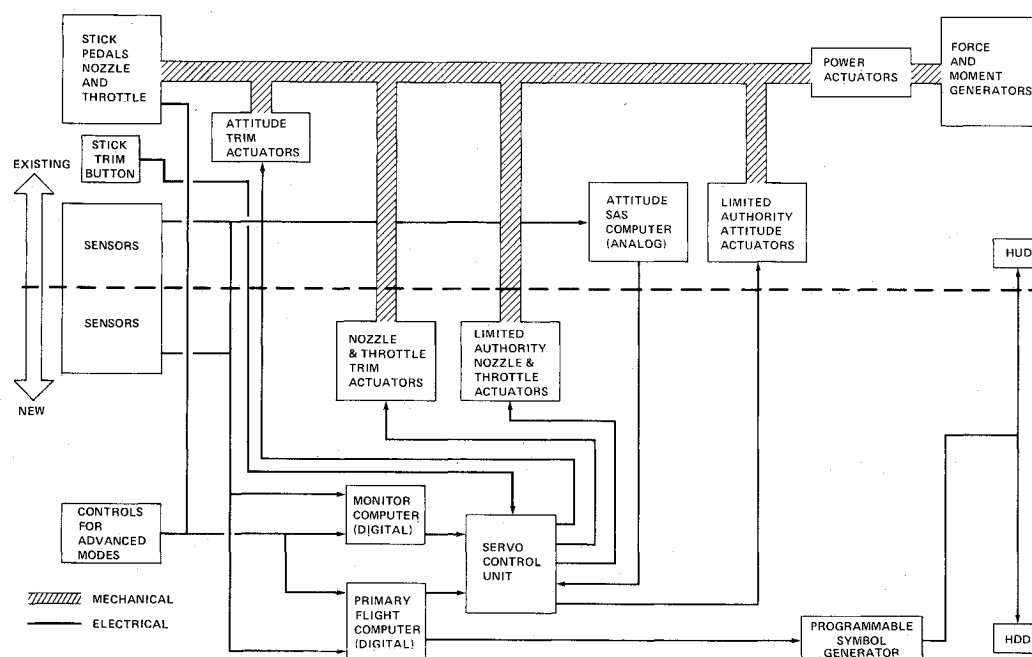 STICK
PEDALS
NOZZLE
AND
THROTTLE
POWER
ACTUATORS
FORCE
AND
MOMENT
GENERATORS
ATTITUDE
TRIM
ACTUATORS
STICK
TRIM
BUTTON
EXISTING
SENSORS
ATTITUDE
SAS
COMPUTER
(ANALOG)
LIMITED
AUTHORITY
ATTITUDE
ACTUATORS
HUD
SENSORS
NOZZLE
& THROTTLE
TRIM
ACTUATORS
LIMITED
AUTHORITY
NOZZLE &
THROTTLE
ACTUATORS
NEW
CONTROLS
FOR
ADVANCED
MODES
MONITOR
COMPUTER
(DIGITAL)
SERVO
CONTROL
UNIT
MECHANICAL
ELECTRICAL
PRIMARY
FLIGHT
COMPUTER
(DIGITAL)
PROGRAMMABLE
SYMBOL
GENERATOR
HDD